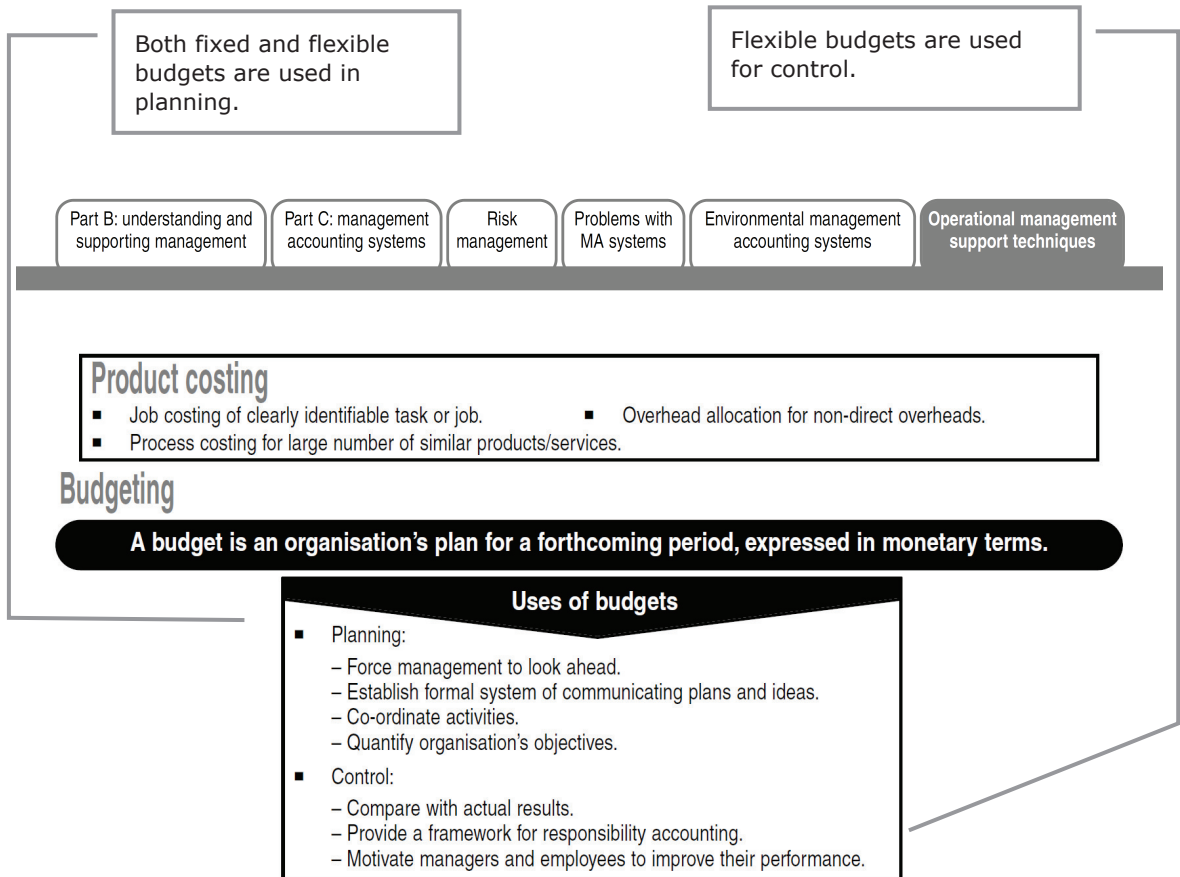 Both fixed and flexible
budgets are used in
planning.
Flexible budgets are used
for control.
Part B: understanding and
supporting management
Part C: management
accounting systems
Risk
management
Problems with
MA systems
Environmental management
accounting systems
Operational management
support techniques
Product costing
■ Job costing of clearly identifiable task or job.
■ Overhead allocation for non-direct overheads.
■ Process costing for large number of similar products/services.
Budgeting
A budget is an organisation's plan for a forthcoming period, expressed in monetary terms.
Uses of budgets
■ Planning:
– Force management to look ahead.
– Establish formal system of communicating plans and ideas.
– Co-ordinate activities.
– Quantify organisation's objectives.
■ Control:
– Compare with actual results.
– Provide a framework for responsibility accounting.
– Motivate managers and employees to improve their performance.